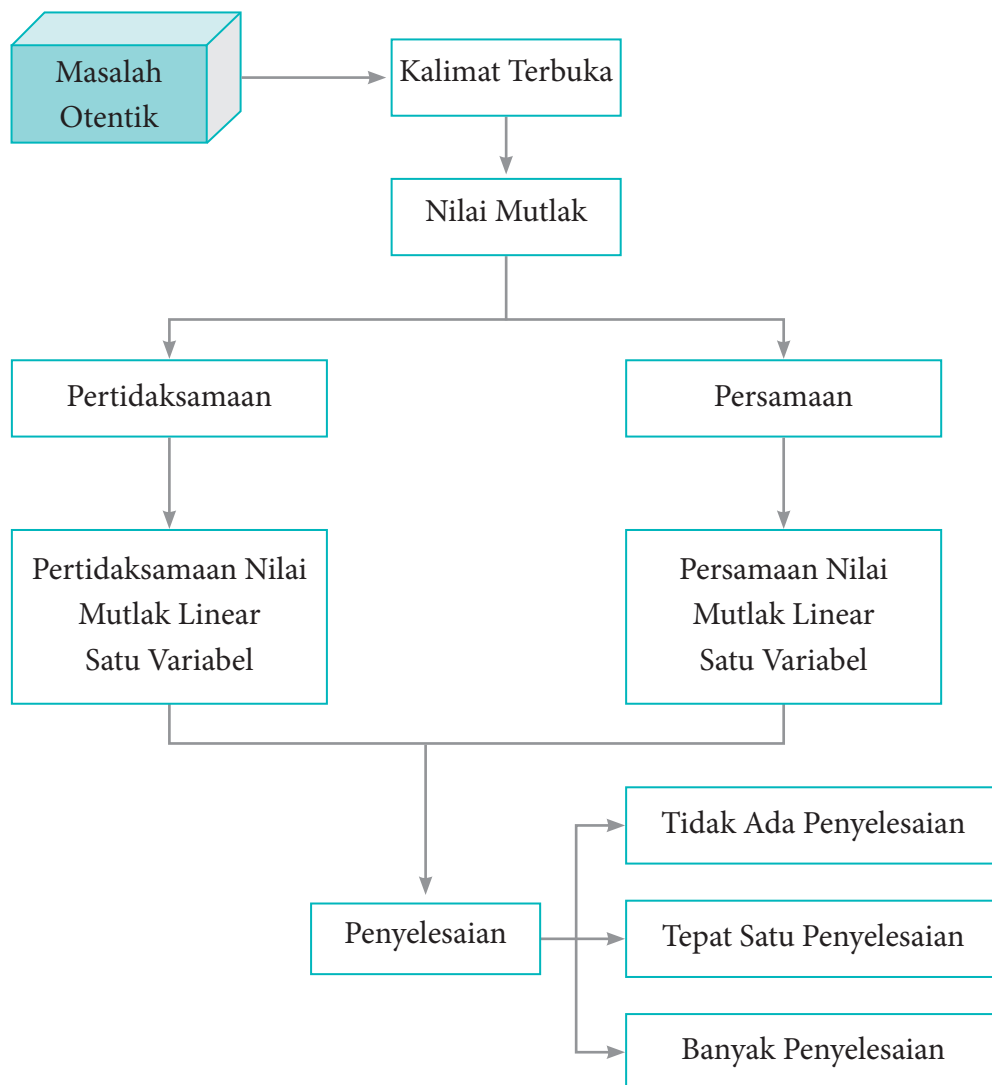 Masalah
Otentik
Kalimat Terbuka
Nilai Mutlak
Pertidaksamaan
Persamaan
Pertidaksamaan Nilai
Mutlak Linear
Satu Variabel
Persamaan Nilai
Mutlak Linear
Satu Variabel
Penyelesaian
Tidak Ada Penyelesaian
Tepat Satu Penyelesaian
Banyak Penyelesaian